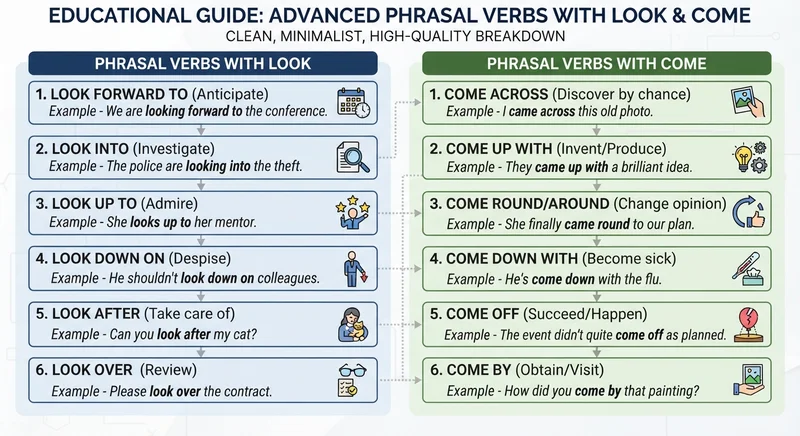 EDUCATIONAL GUIDE: ADVANCED PHRASAL VERBS WITH LOOK & COME
CLEAN, MINIMALIST, HIGH-QUALITY BREAKDOWN
PHRASAL VERBS WITH LOOK
1. LOOK FORWARD TO (Anticipate)
Example - We are looking forward to the conference.
2. LOOK INTO (Investigate)
Example - The police are looking into the theft.
3. LOOK UP TO (Admire)
Example - She looks up to her mentor.
4. LOOK DOWN ON (Despise)
Example - He shouldn't look down on colleagues.
5. LOOK AFTER (Take care of)
Example - Can you look after my cat?
6. LOOK OVER (Review)
Example - Please look over the contract.
PHRASAL VERBS WITH COME
1. COME ACROSS (Discover by chance)
Example - I came across this old photo.
2. COME UP WITH (Invent/Produce)
Example - They came up with a brilliant idea.
3. COME ROUND/AROUND (Change opinion)
Example - She finally came round to our plan.
4. COME DOWN WITH (Become sick)
Example - He's come down with the flu.
5. COME OFF (Succeed/Happen)
Example - The event didn't quite come off as planned.
6. COME BY (Obtain/Visit)
Example - How did you come by that painting?